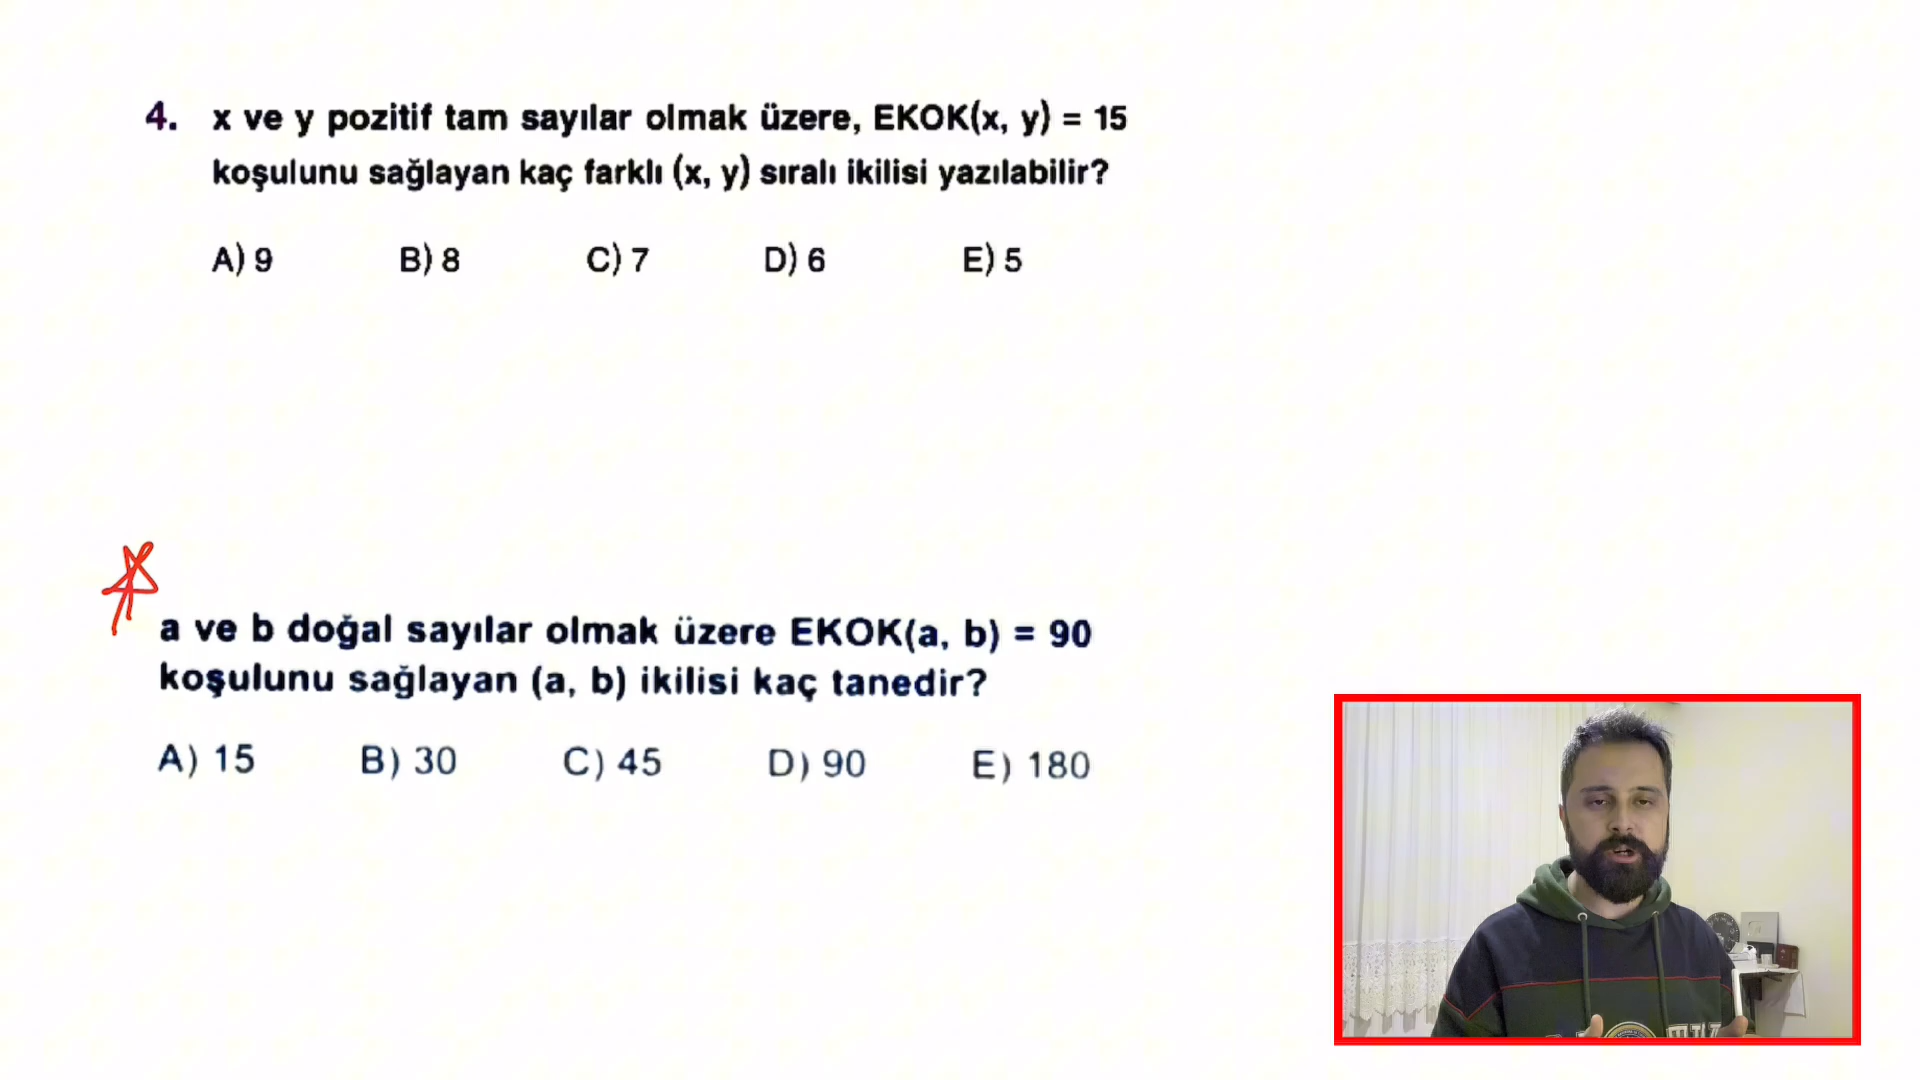 4. x ve y pozitif tam sayılar olmak üzere, EKOK(x, y) = 15
koşulunu sağlayan kaç farklı (x, y) sıralı ikilisi yazılabilir?
A) 9 B) 8 C) 7 D) 6 E) 5
a ve b doğal sayılar olmak üzere EKOK(a, b) = 90
koşulunu sağlayan (a, b) ikilisi kaç tanedir?
A) 15 B) 30 C) 45 D) 90 E) 180